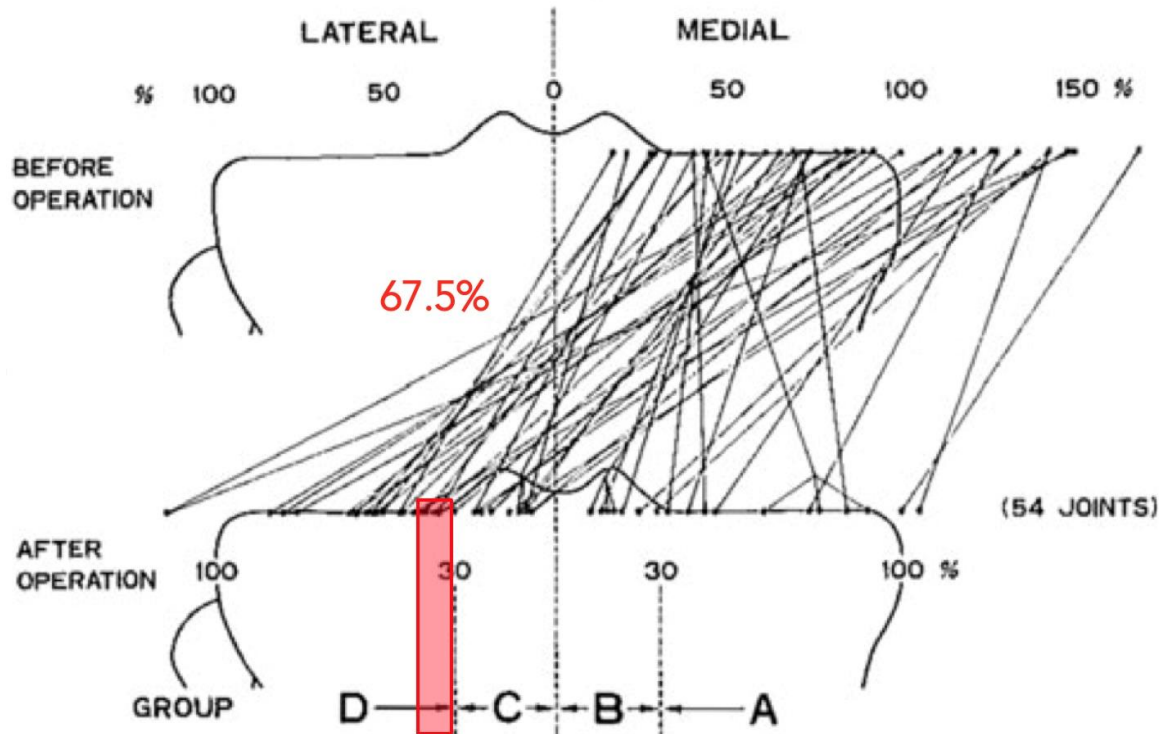 LATERAL MEDIAL
% 100 50 0 50 100 150 %
BEFORE
OPERATION
67.5%
(54 JOINTS)
AFTER
OPERATION
100 30 30 100 %
GROUP D C B A